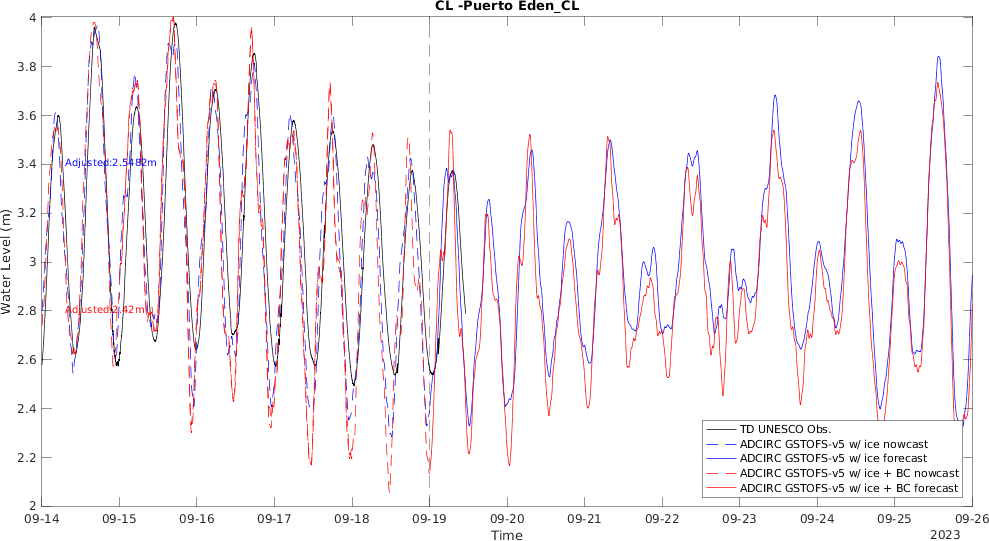 CL -Puerto Eden_CL
4
3.8
3.6
3.4
3.2
3
2.8
2.6
2.4
2.2
2
Water Level (m)
Adjusted:2.5482m
Adjusted:2.42m
TD UNESCO Obs.
ADCIRC GSTOFS-v5 w/ ice nowcast
ADCIRC GSTOFS-v5 w/ ice forecast
ADCIRC GSTOFS-v5 w/ ice + BC nowcast
ADCIRC GSTOFS-v5 w/ ice + BC forecast
09-14 09-15 09-16 09-17 09-18 09-19 09-20 09-21 09-22 09-23 09-24 09-25 09-26
Time
2023